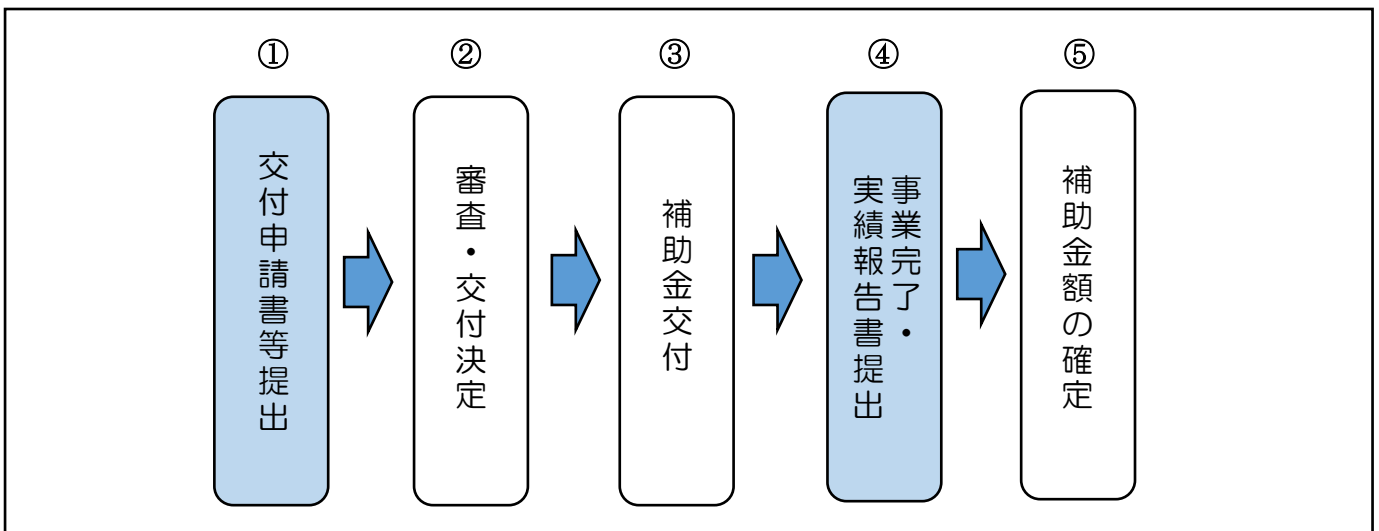 ①
交付申請書等提出
②
審査・交付決定
③
補助金交付
④
事業完了・
実績報告書提出
⑤
補助金額の確定